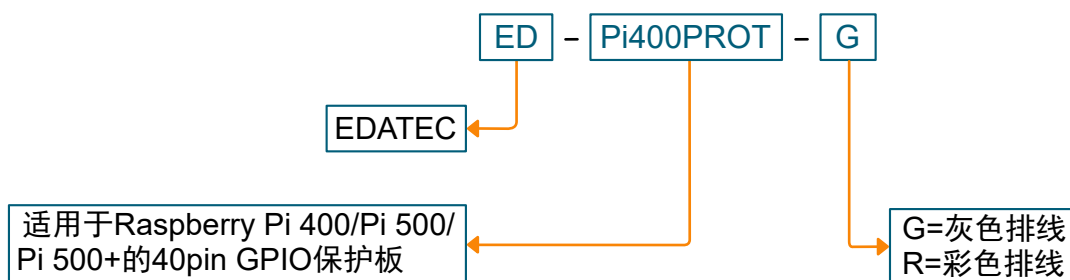 ED – Pi400PROT – G
EDATEC
适用于Raspberry Pi 400/Pi 500/
Pi 500+的40pin GPIO保护板
G=灰色排线
R=彩色排线